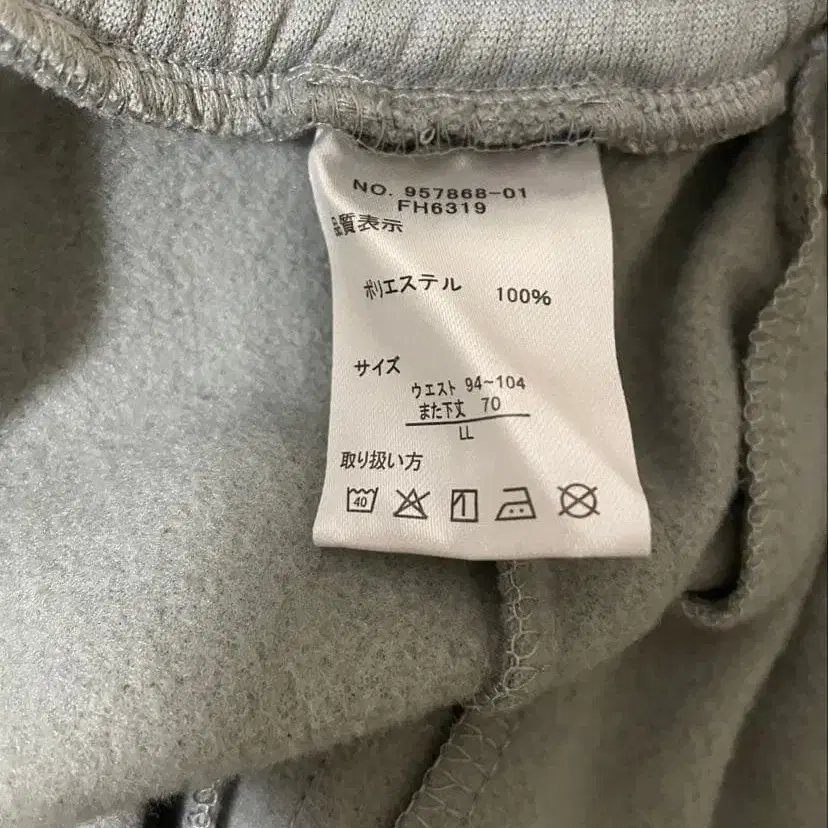 NO. 957868-01
FH6319
品質表示
ポリエステル 100%
サイズ
ウエスト 94~104
また下丈 70
LL
取り扱い方
40